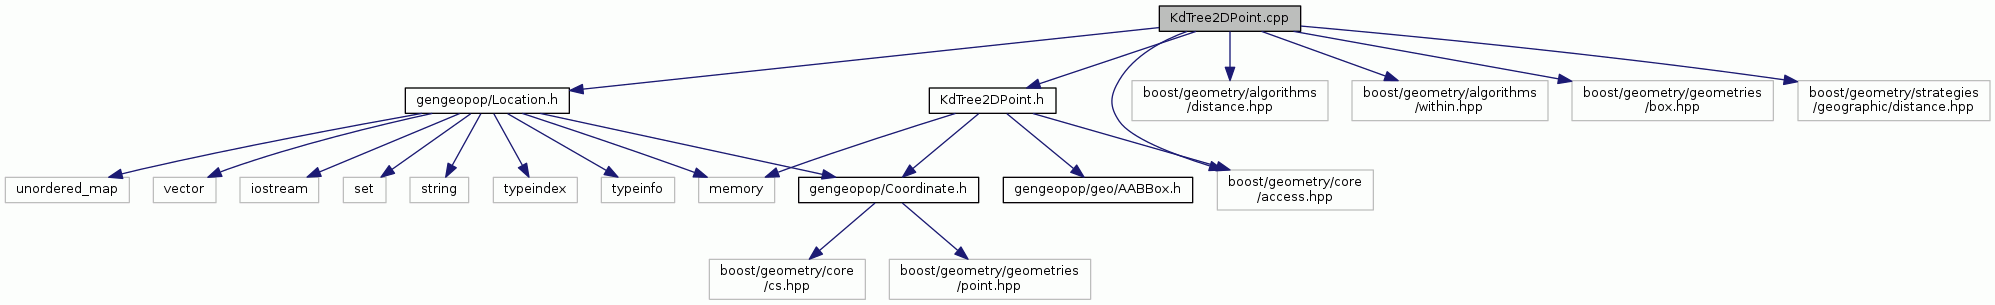 KdTree2DPoint.cpp
gengeopop/Location.h
KdTree2DPoint.h
boost/geometry/algorithms
/distance.hpp
boost/geometry/algorithms
/within.hpp
boost/geometry/geometries
/box.hpp
boost/geometry/strategies
/geographic/distance.hpp
unordered_map
vector
iostream
set
string
typeindex
typeinfo
memory
gengeopop/Coordinate.h
gengeopop/geo/AABBox.h
boost/geometry/core
/access.hpp
boost/geometry/core
/cs.hpp
boost/geometry/geometries
/point.hpp